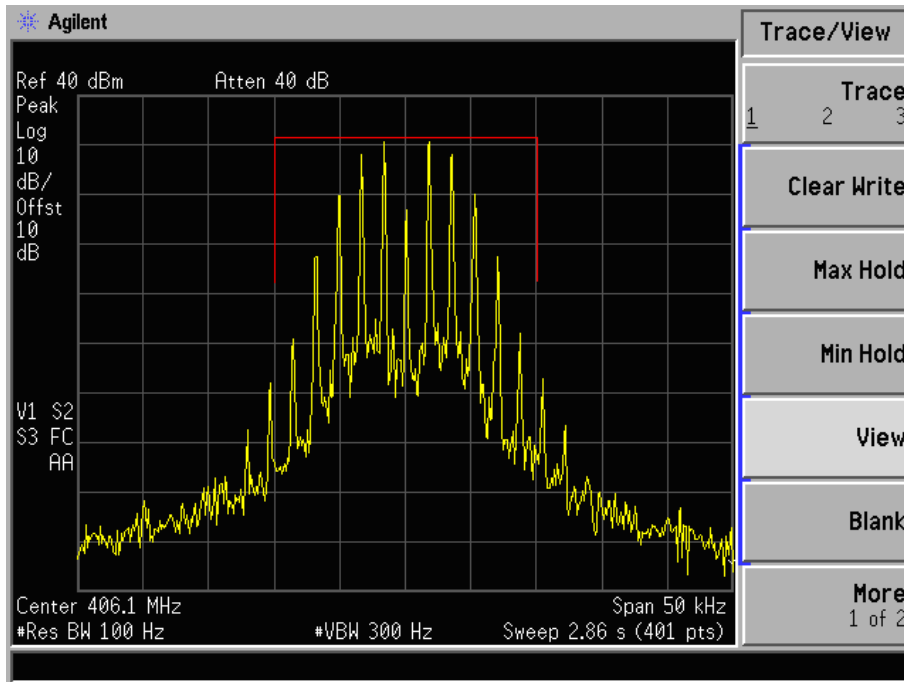 Agilent
Trace/View
Ref 40 dBm Atten 40 dB
Peak
Log
10
dB/
Offst
10
dB
V1 S2
S3 FC
AA
Center 406.1 MHz Span 50 kHz
#Res BW 100 Hz #VBW 300 Hz Sweep 2.86 s (401 pts)
Trace
1 2 3
Clear Write
Max Hold
Min Hold
View
Blank
More
1 of 2